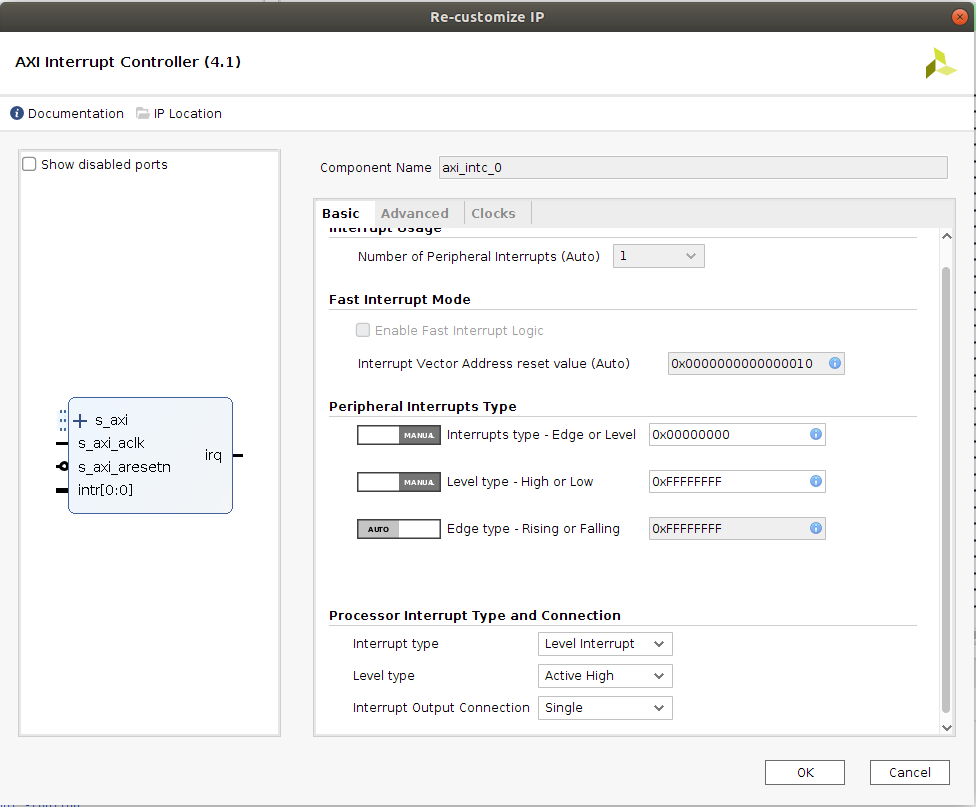 Re-customize IP
AXI Interrupt Controller (4.1)
Documentation IP Location
Show disabled ports
s_axi
s_axi_aclk
s_axi_aresetn
intr[0:0]
irq
Component Name axi_intc_0
Basic Advanced Clocks
Interrupt Usage
Number of Peripheral Interrupts (Auto) 1
Fast Interrupt Mode
Enable Fast Interrupt Logic
Interrupt Vector Address reset value (Auto) 0x0000000000000010
Peripheral Interrupts Type
MANUAL Interrupts type - Edge or Level 0x00000000
MANUAL Level type - High or Low 0xFFFFFFFF
AUTO Edge type - Rising or Falling 0xFFFFFFFF
Processor Interrupt Type and Connection
Interrupt type Level Interrupt
Level type Active High
Interrupt Output Connection Single
OK Cancel